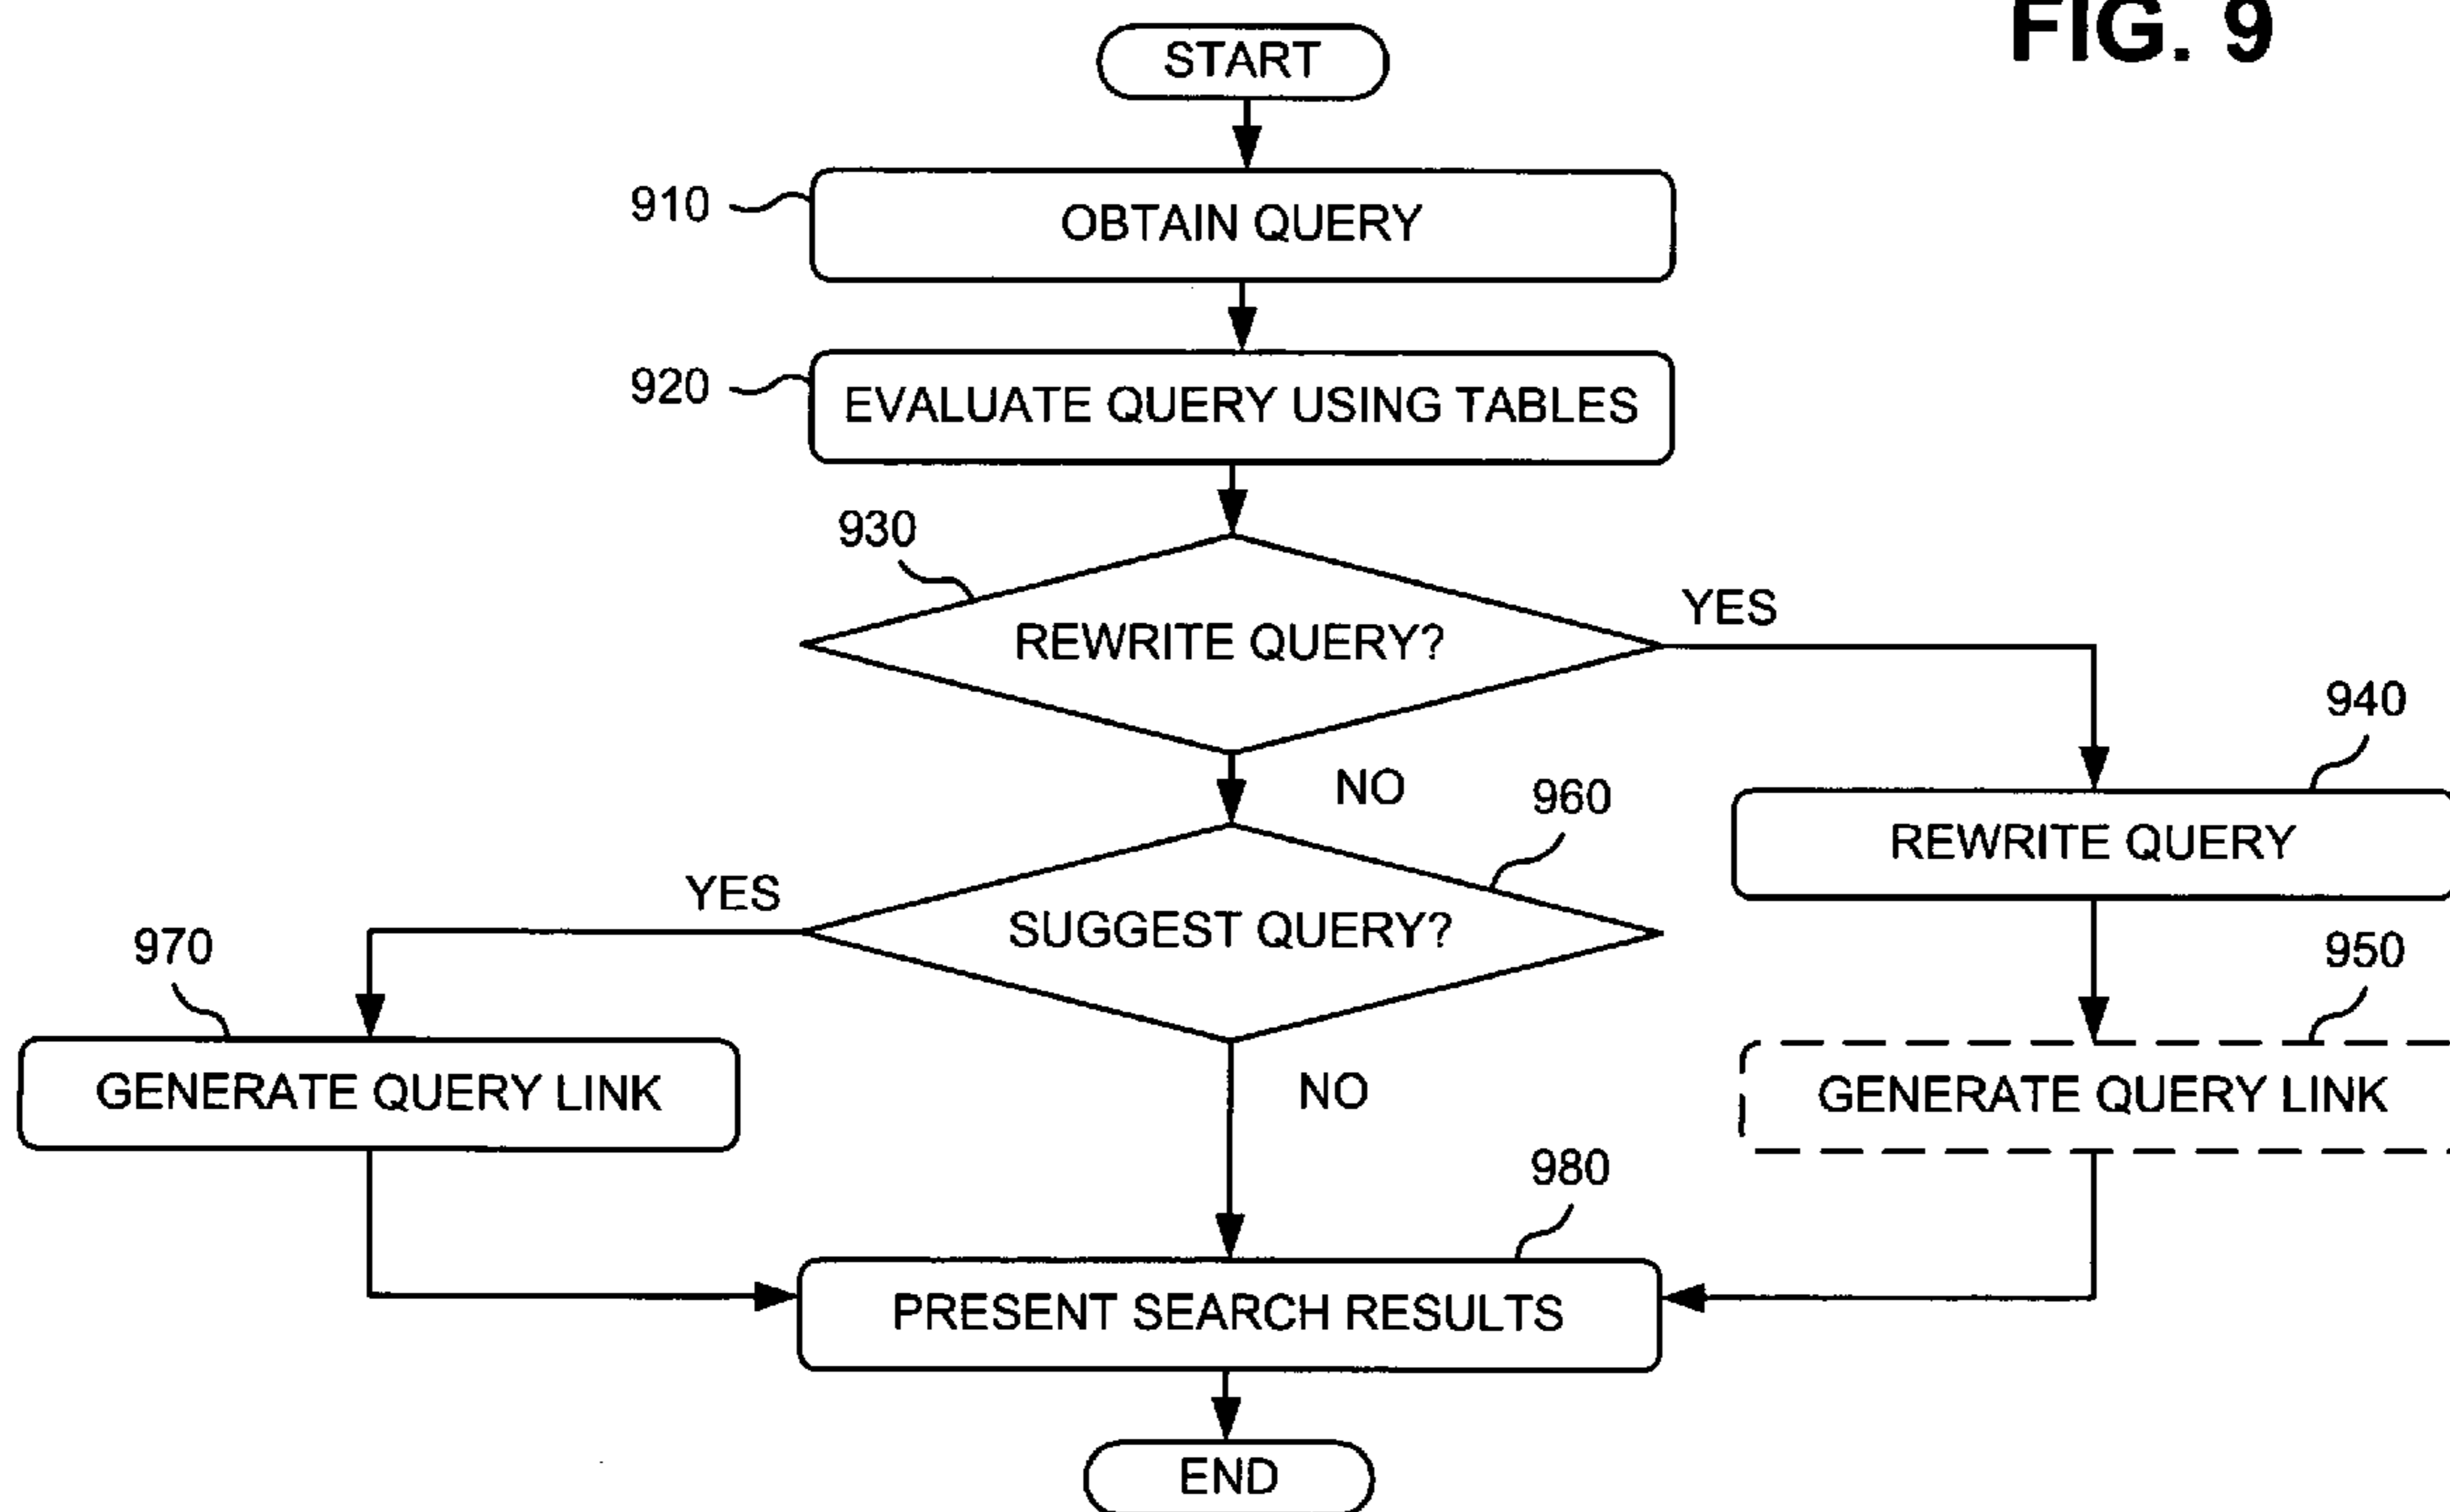 FIG. 9
START
910
OBTAIN QUERY
920
EVALUATE QUERY USING TABLES
930
REWRITE QUERY?
YES
940
REWRITE QUERY
NO
960
SUGGEST QUERY?
YES
970
GENERATE QUERY LINK
950
GENERATE QUERY LINK
NO
980
PRESENT SEARCH RESULTS
END